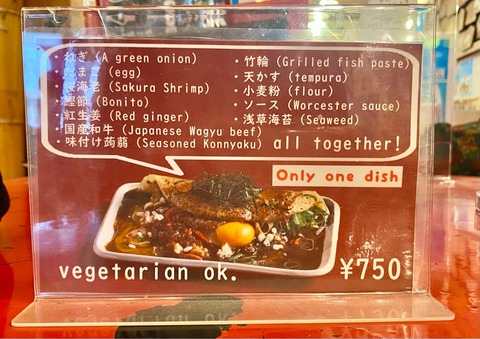 ・ねぎ (A green onion)
・たまご (egg)
・桜海老 (Sakura Shrimp)
・鰹節 (Bonito)
・紅生姜 (Red ginger)
・国産和牛 (Japanese Wagyu beef)
・味付け蒟蒻 (Seasoned Konnyaku)
・竹輪 (Grilled fish paste)
・天かす (tempura)
・小麦粉 (flour)
・ソース (Worcester sauce)
・浅草海苔 (Seaweed)
all together!
Only one dish
vegetarian ok.
¥750